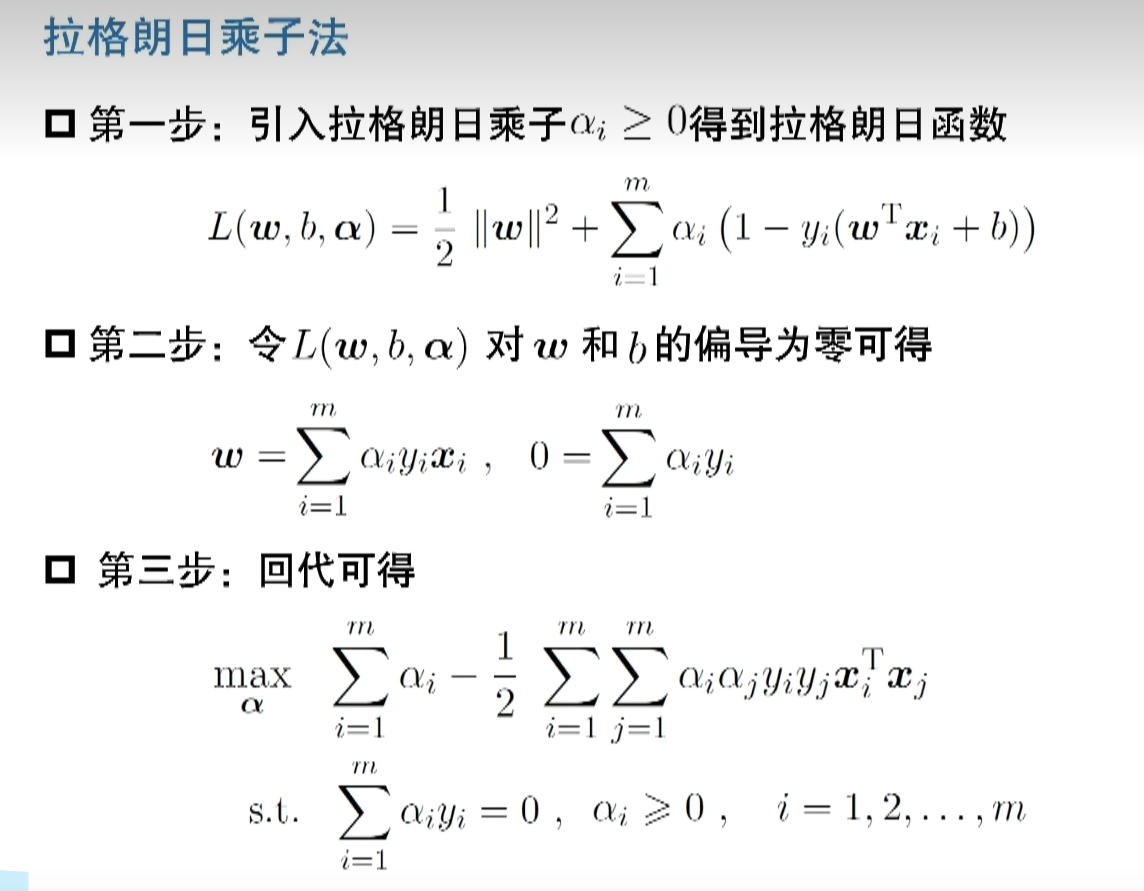 拉格朗日乘子法
第一步：引入拉格朗日乘子 $\alpha_i \geq 0$ 得到拉格朗日函数
$L(\boldsymbol{w}, b, \boldsymbol{\alpha}) = \frac{1}{2} \|\boldsymbol{w}\|^2 + \sum_{i=1}^{m} \alpha_i \left(1 - y_i(\boldsymbol{w}^{\mathrm{T}} \boldsymbol{x}_i + b)\right)$
第二步：令 $L(\boldsymbol{w}, b, \boldsymbol{\alpha})$ 对 $\boldsymbol{w}$ 和 $b$ 的偏导为零可得
$\boldsymbol{w} = \sum_{i=1}^{m} \alpha_i y_i \boldsymbol{x}_i , \quad 0 = \sum_{i=1}^{m} \alpha_i y_i$
第三步：回代可得
$\max_{\boldsymbol{\alpha}} \sum_{i=1}^{m} \alpha_i - \frac{1}{2} \sum_{i=1}^{m} \sum_{j=1}^{m} \alpha_i \alpha_j y_i y_j \boldsymbol{x}_i^{\mathrm{T}} \boldsymbol{x}_j$
$\text{s.t.} \sum_{i=1}^{m} \alpha_i y_i = 0 , \quad \alpha_i \geqslant 0 , \quad i = 1, 2, \ldots, m$